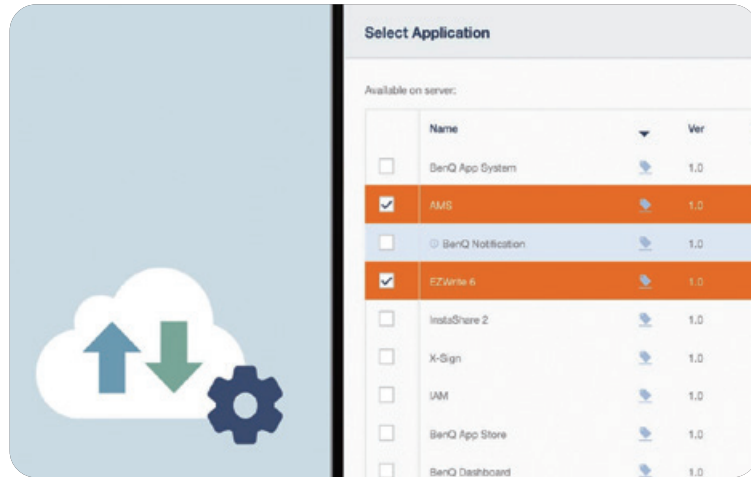 Select Application
Available on server:
Name Ver
BenQ App System 1.0
AMS 1.0
BenQ Notification 1.0
EZWrite 6 1.0
InstaShare 2 1.0
X-Sign 1.0
IAM 1.0
BenQ App Store 1.0
BenQ Dashboard 1.0